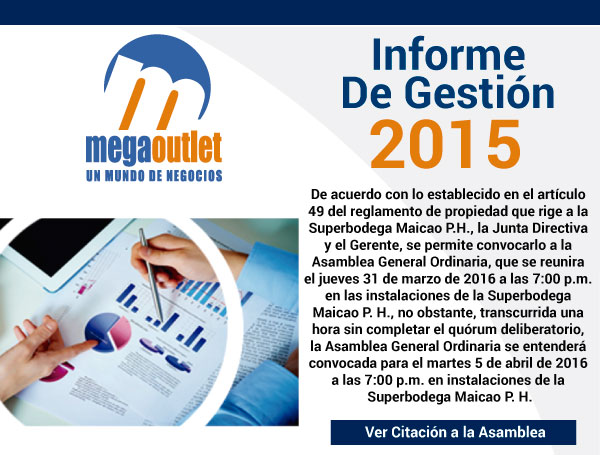 megaoutlet
UN MUNDO DE NEGOCIOS
Informe
De Gestión
2015
De acuerdo con lo establecido en el artículo
49 del reglamento de propiedad que rige a la
Superbodega Maicao P.H., la Junta Directiva
y el Gerente, se permite convocarlo a la
Asamblea General Ordinaria, que se reunira
el jueves 31 de marzo de 2016 a las 7:00 p.m.
en las instalaciones de la Superbodega
Maicao P. H., no obstante, transcurrida una
hora sin completar el quórum deliberatorio,
la Asamblea General Ordinaria se entenderá
convocada para el martes 5 de abril de 2016
a las 7:00 p.m. en instalaciones de la
Superbodega Maicao P. H.
Ver Citación a la Asamblea